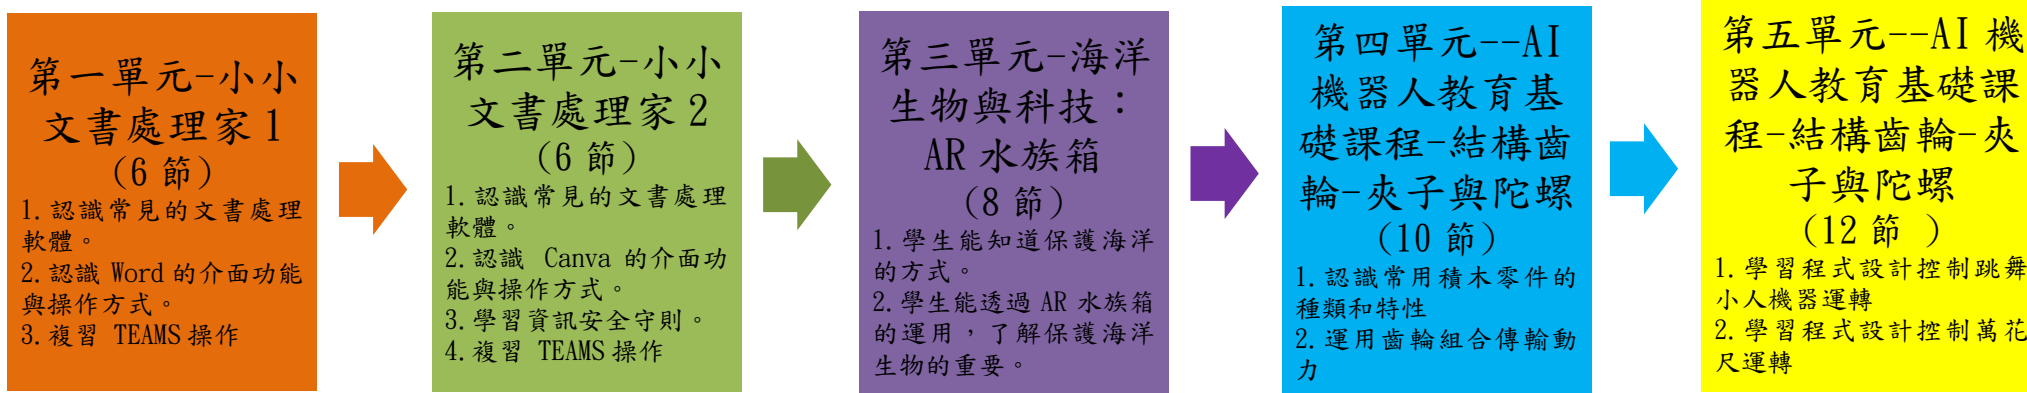 第一單元-小小
文書處理家1
(6 節)
1.認識常見的文書處理
軟體。
2.認識 Word 的介面功能
與操作方式。
3.複習 TEAMS 操作
第二單元-小小
文書處理家2
(6 節)
1.認識常見的文書處理
軟體。
2.認識 Canva 的介面功
能與操作方式。
3.學習資訊安全守則。
4.複習 TEAMS 操作
第三單元-海洋
生物與科技：
AR 水族箱
(8 節)
1.學生能知道保護海洋
的方式。
2.學生能透過 AR 水族箱
的運用，了解保護海洋
生物的重要。
第四單元--AI
機器人教育基
礎課程-結構齒
輪-夾子與陀螺
(10 節)
1.認識常用積木零件的
種類和特性
2.運用齒輪組合傳輸動
力
第五單元--AI 機
器人教育基礎課
程-結構齒輪-夾
子與陀螺
(12 節 )
1.學習程式設計控制跳舞
小人機器運轉
2.學習程式設計控制萬花
尺運轉